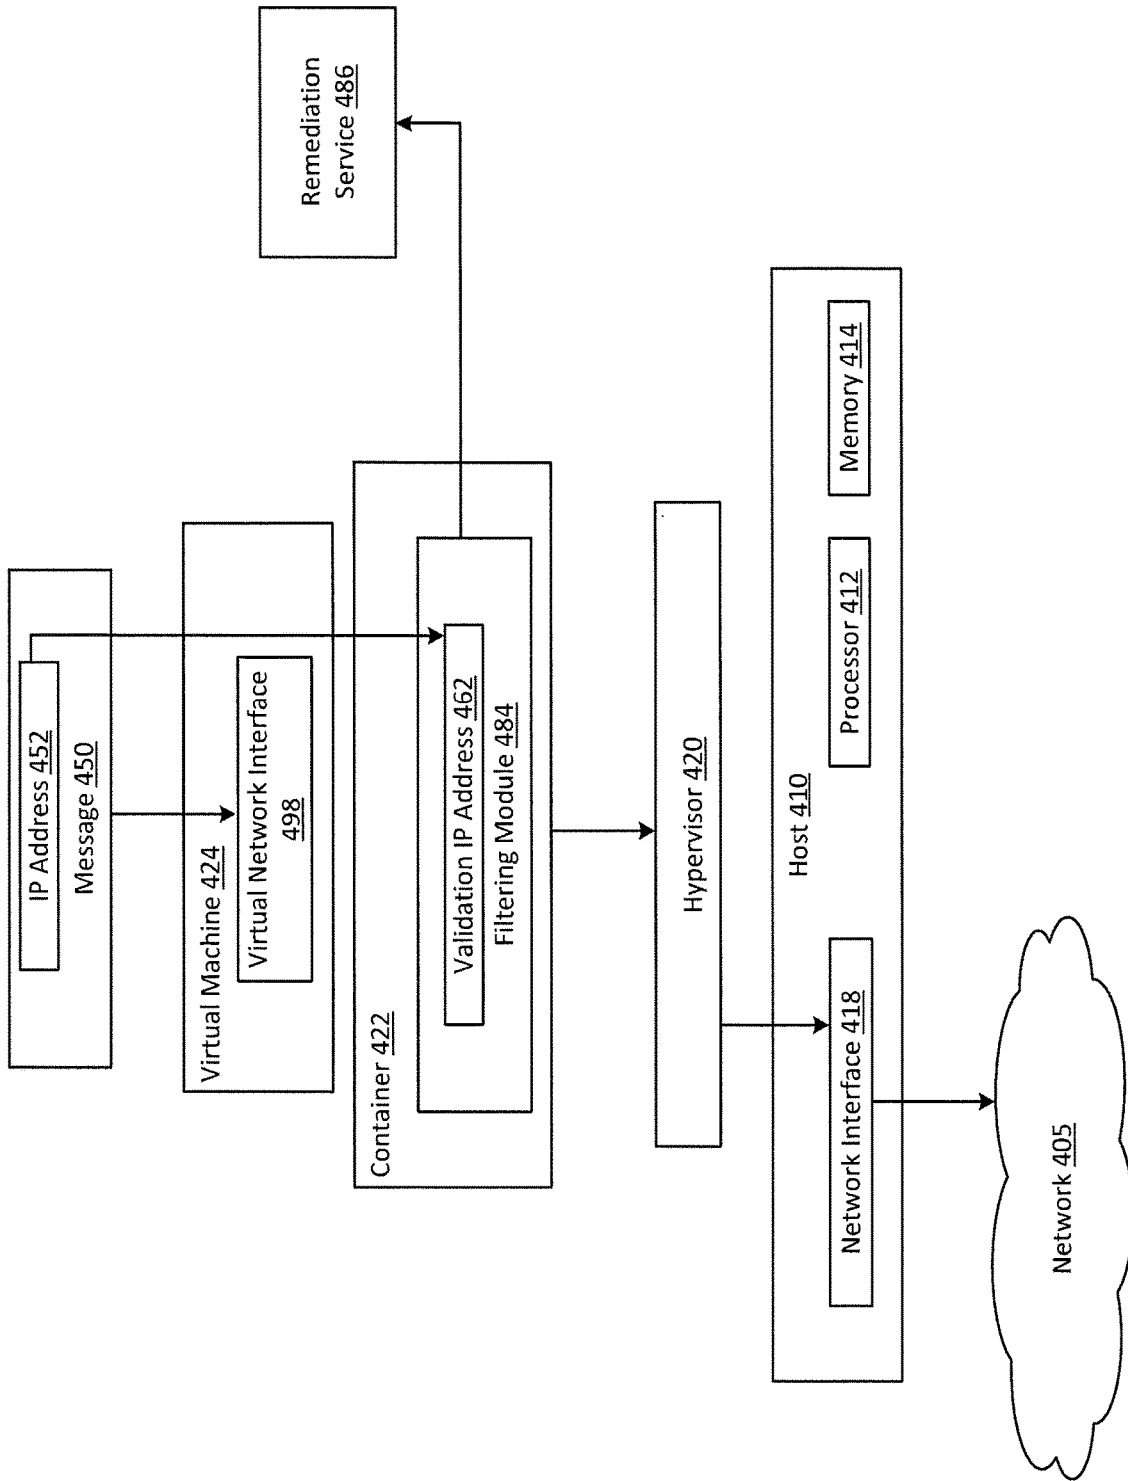 IP Address 452
Message 450
Virtual Machine 424
Virtual Network Interface
498
Container 422
Validation IP Address 462
Filtering Module 484
Remediation
Service 486
Hypervisor 420
Host 410
Network Interface 418
Processor 412
Memory 414
Network 405